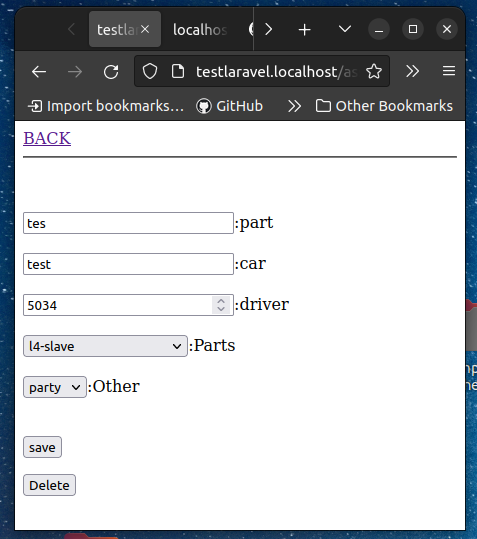 testla
localhos
testlaravel.localhost/as
Import bookmarks...
GitHub
Other Bookmarks
BACK
tes :part
test :car
5034 :driver
l4-slave :Parts
party :Other
save
Delete